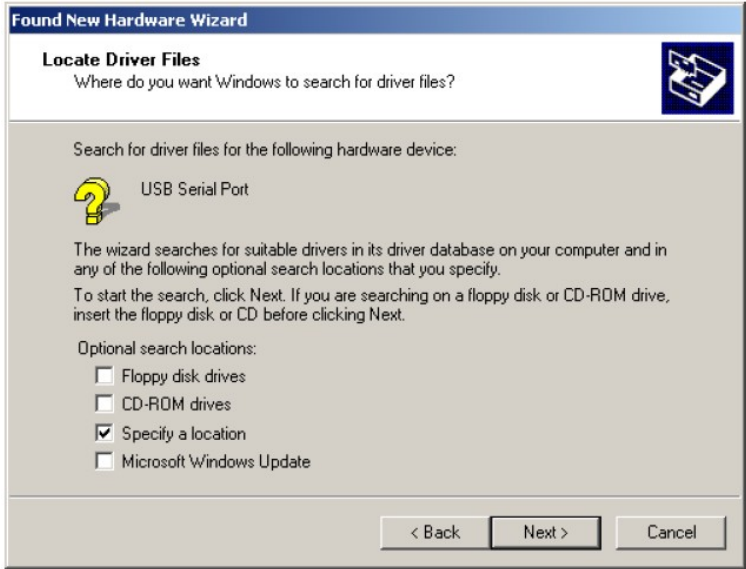 Found New Hardware Wizard
Locate Driver Files
Where do you want Windows to search for driver files?
Search for driver files for the following hardware device:
USB Serial Port
The wizard searches for suitable drivers in its driver database on your computer and in
any of the following optional search locations that you specify.
To start the search, click Next. If you are searching on a floppy disk or CD-ROM drive,
insert the floppy disk or CD before clicking Next.
Optional search locations:
Floppy disk drives
CD-ROM drives
Specify a location
Microsoft Windows Update
< Back Next > Cancel